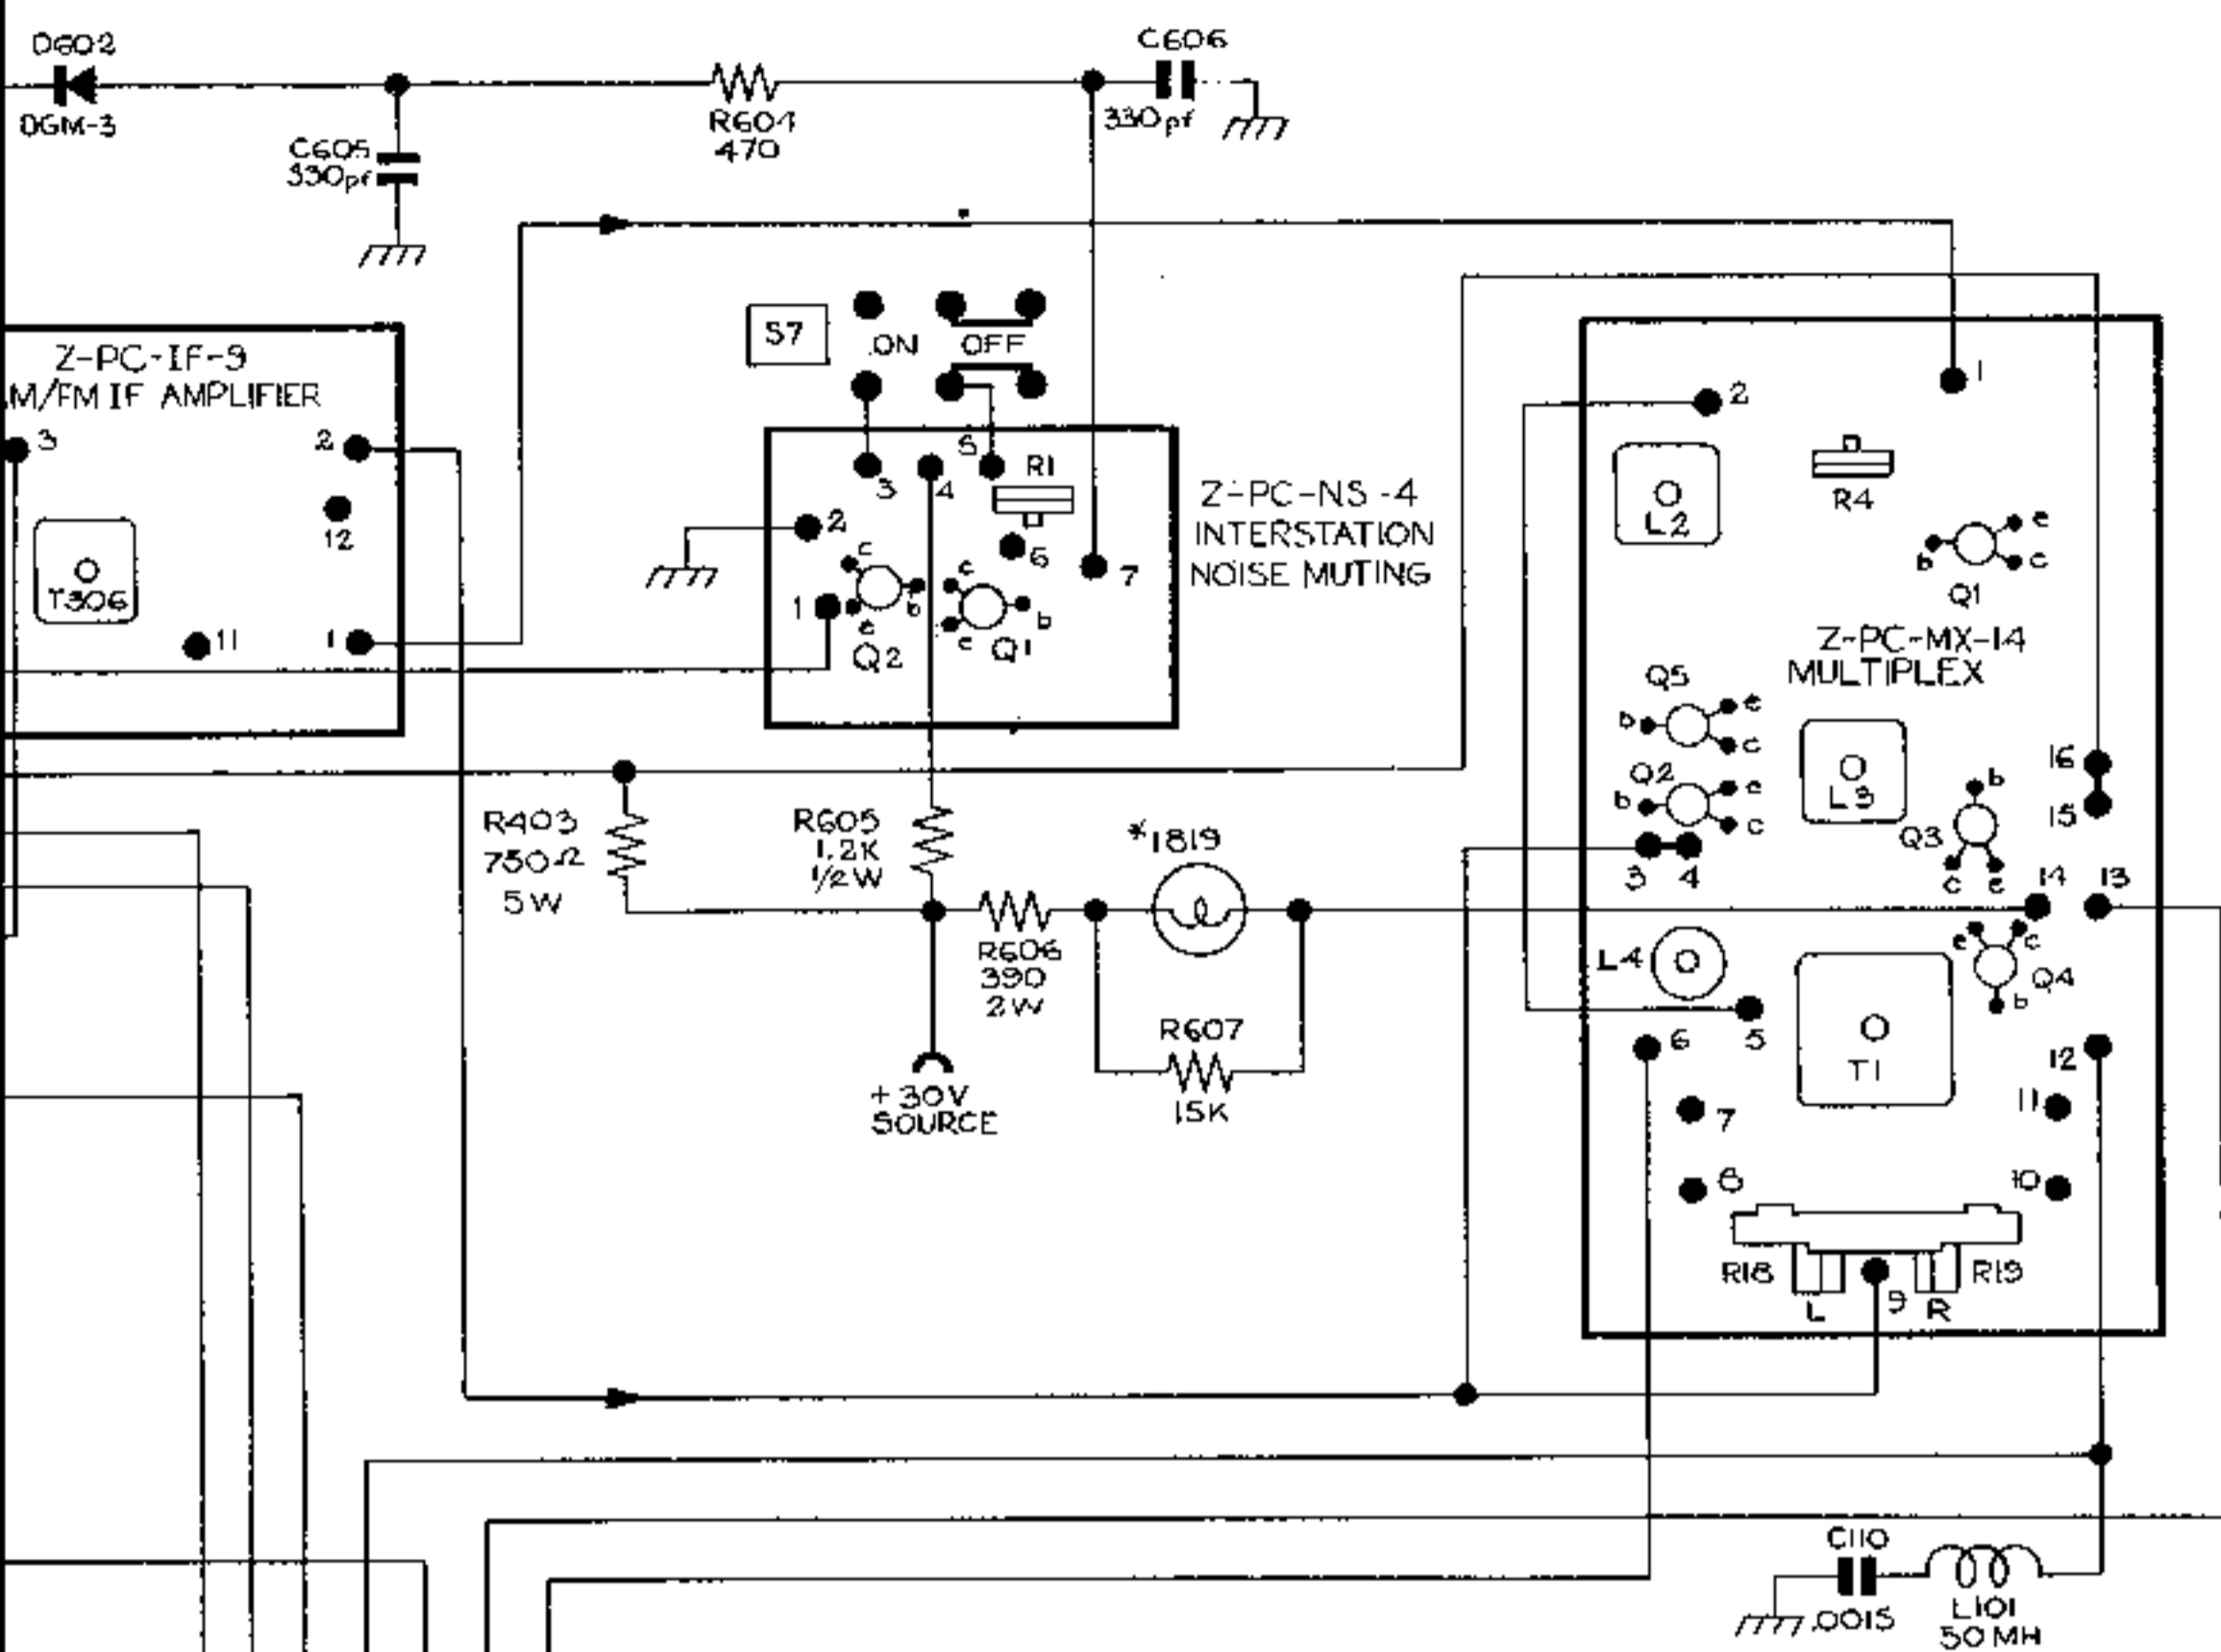 D602
DGM-3
C605
330pf
R604
470
C606
330pf
S7
ON
OFF
Z-PC-IF-9
M/FM IF AMPLIFIER
3
2
12
T306
11
1
Z-PC-NS-4
INTERSTATION
NOISE MUTING
3
4
5
R1
2
6
7
1
c
b
e
Q2
c
b
e
Q1
R403
750Ω
5W
R605
1.2K
1/2W
*1819
R606
390
2W
R607
15K
+30V
SOURCE
1
2
L2
R4
e
b
c
Q1
Z-PC-MX-14
MULTIPLEX
Q5
e
b
c
Q2
e
b
c
L3
16
15
b
Q3
c
e
3
4
14
13
e
c
Q4
b
L4
5
6
T1
12
7
11
8
10
R18
R19
L
9
R
C110
.0015
L101
50MH